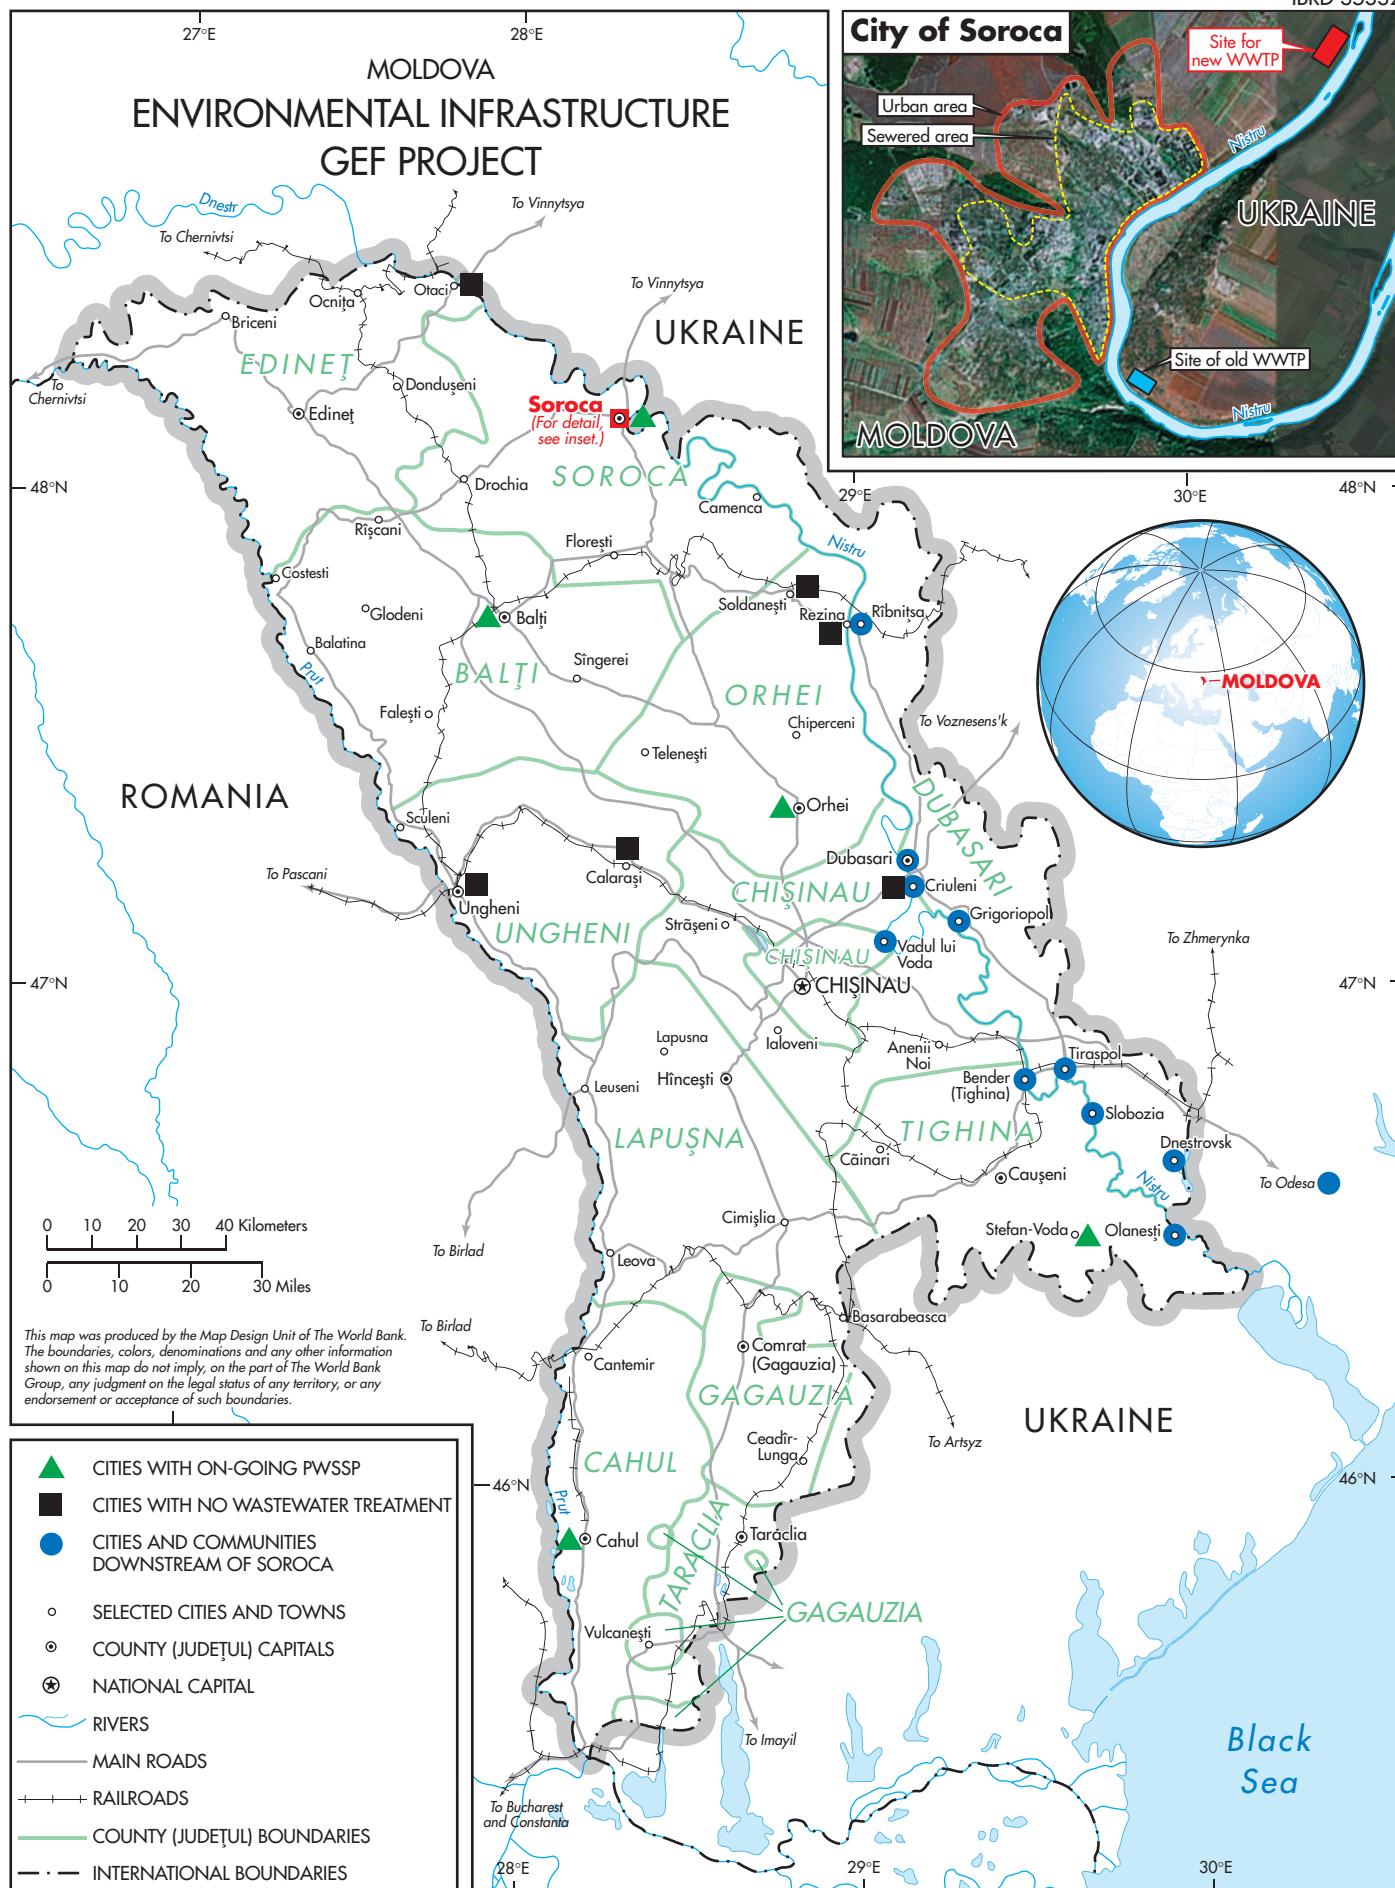 27°E
28°E
MOLDOVA
ENVIRONMENTAL INFRASTRUCTURE
GEF PROJECT
City of Soroca
Site for
new WWTP
Urban area
Sewered area
Nistru
UKRAINE
Site of old WWTP
Nistru
MOLDOVA
Dnestr
To Chernivtsi
To Vinnytsya
To Vinnytsya
Otaci
Ocniţa
Briceni
UKRAINE
EDINEŢ
To
Chernivtsi
Donduşeni
Edineţ
Soroca
(For detail,
see inset.)
SOROCA
48°N
29°E
30°E
48°N
Drochia
Camenca
Rîşcani
Floreşti
Nistru
Costesti
Soldaneşti
Glodeni
Balţi
Rezina
Rîbniţsa
Balatina
Sîngerei
Prut
BALŢI
ORHEI
MOLDOVA
Faleşti
Chiperceni
To Voznesens'k
Teleneşti
ROMANIA
DUBASARI
Orhei
Sculeni
Dubasari
To Pascani
Calaraşi
CHIŞINAU
Criuleni
Ungheni
UNGHENI
Străşeni
Grigoriopol
CHIŞINAU
Vadul lui
Voda
To Zhmerynka
47°N
CHIŞINAU
47°N
Lapusna
Ialoveni
Anenii
Noi
Tiraspol
Hînceşti
Bender
(Tighina)
Leuseni
Slobozia
LAPUŞNA
TIGHINA
Căinari
Dnestrovsk
Cauşeni
Nistru
To Odesa
0 10 20 30 40 Kilometers
Cimişlia
Stefan-Voda
Olaneşti
To Birlad
0 10 20 30 Miles
Leova
Basarabeasca
To Birlad
This map was produced by the Map Design Unit of The World Bank.
The boundaries, colors, denominations and any other information
shown on this map do not imply, on the part of The World Bank
Group, any judgment on the legal status of any territory, or any
endorsement or acceptance of such boundaries.
Cantemir
Comrat
(Gagauzia)
GAGAUZIA
UKRAINE
To Artsyz
Ceadîr-
Lunga
CAHUL
46°N
46°N
Prut
TARACLIA
Cahul
Taraclia
GAGAUZIA
Vulcaneşti
To Imayil
Black
Sea
To Bucharest
and Constanta
28°E
29°E
30°E
CITIES WITH ON-GOING PWSSP
CITIES WITH NO WASTEWATER TREATMENT
CITIES AND COMMUNITIES
DOWNSTREAM OF SOROCA
SELECTED CITIES AND TOWNS
COUNTY (JUDEŢUL) CAPITALS
NATIONAL CAPITAL
RIVERS
MAIN ROADS
RAILROADS
COUNTY (JUDEŢUL) BOUNDARIES
INTERNATIONAL BOUNDARIES